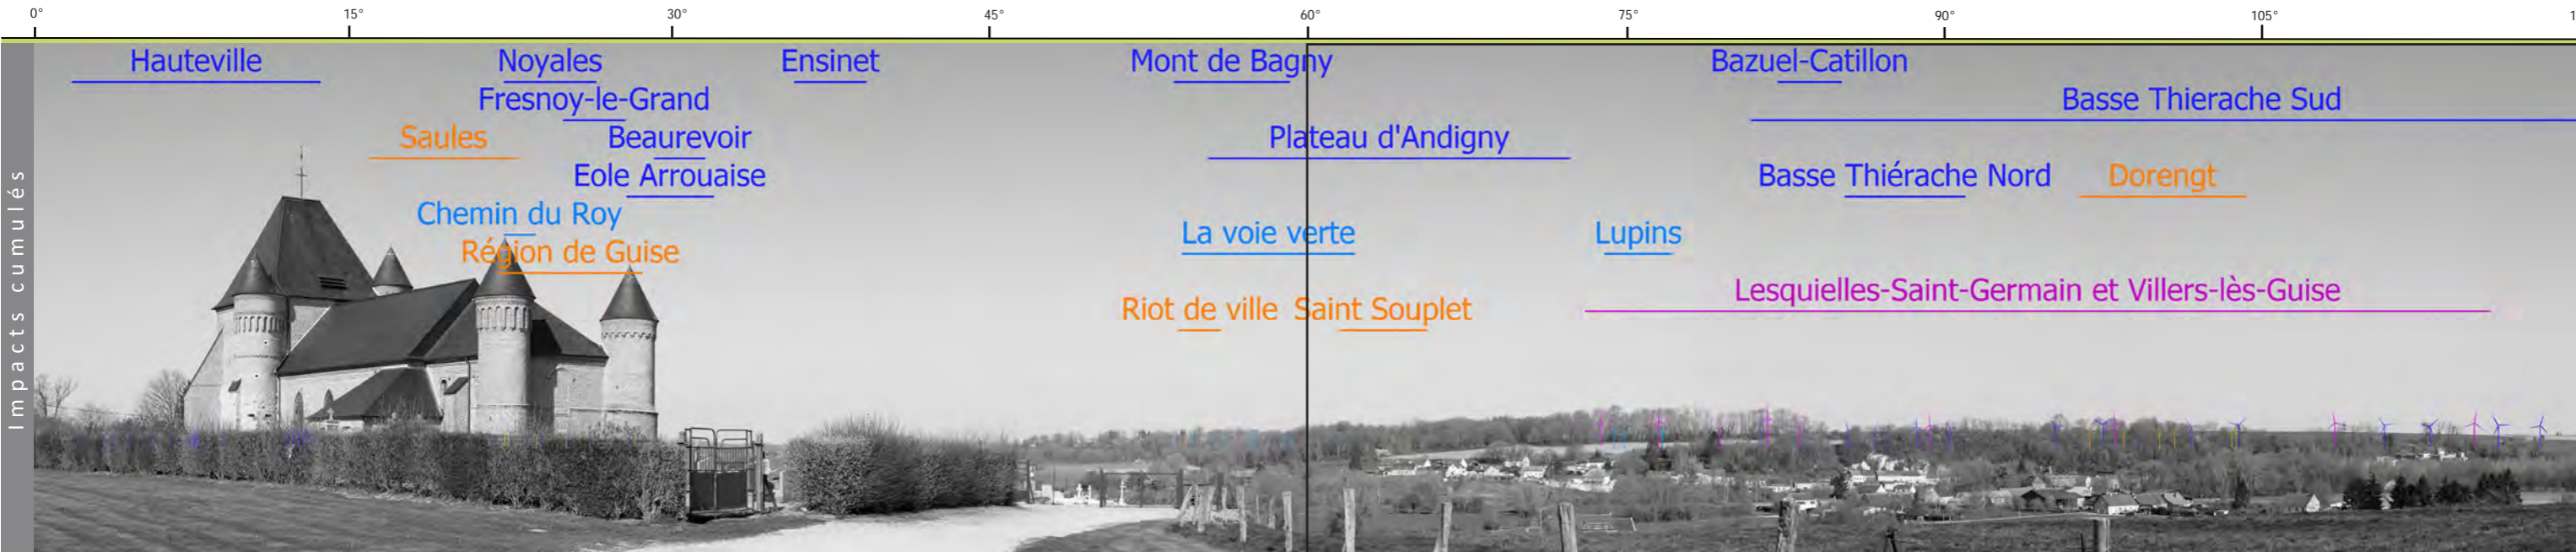 0° 15° 30° 45° 60° 75° 90° 105°
Impacts cumulés
Hauteville Noyales Ensinet Mont de Bagny Bazuel-Catillon
Fresnoy-le-Grand Basse Thierache Sud
Saules Beaurevoir Plateau d'Andigny
Eole Arrouaise Basse Thiérache Nord Dorengt
Chemin du Roy La voie verte Lupins
Région de Guise
Lesquielles-Saint-Germain et Villers-lès-Guise
Riot de ville Saint Souplet